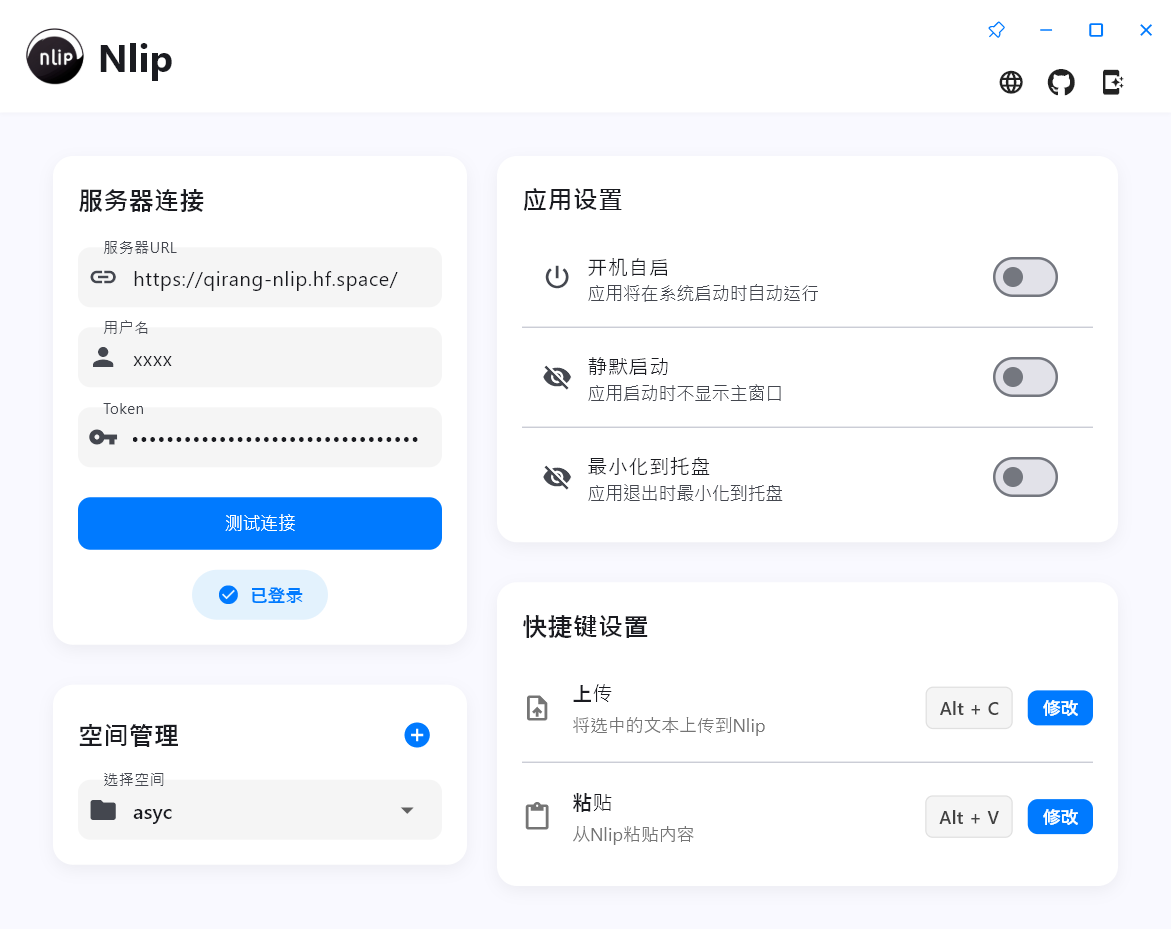 nlip
Nlip
服务器连接
服务器URL
https://qirang-nlip.hf.space/
用户名
xxxx
Token
••••••••••••••••••••••••••••••••
测试连接
已登录
空间管理
选择空间
asyc
应用设置
开机自启
应用将在系统启动时自动运行
静默启动
应用启动时不显示主窗口
最小化到托盘
应用退出时最小化到托盘
快捷键设置
上传
将选中的文本上传到Nlip
Alt + C
修改
粘贴
从Nlip粘贴内容
Alt + V
修改